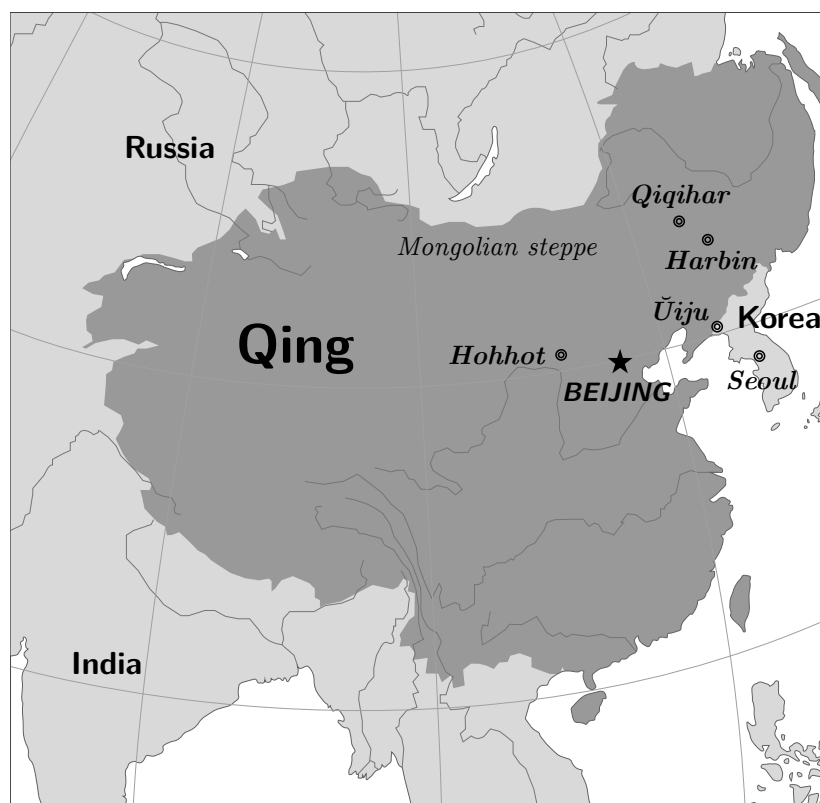 Russia
Qiqihar
Mongolian steppe
Harbin
Ŭiju
Korea
Qing
Hohhot
Seoul
BEIJING
India